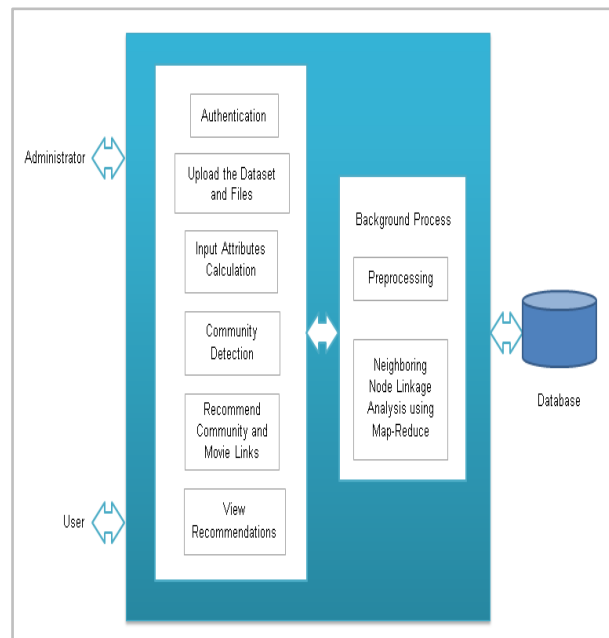 Administrator
User
Authentication
Upload the Dataset
and Files
Input Attributes
Calculation
Community
Detection
Recommend
Community and
Movie Links
View
Recommendations
Background Process
Preprocessing
Neighboring
Node Linkage
Analysis using
Map-Reduce
Database